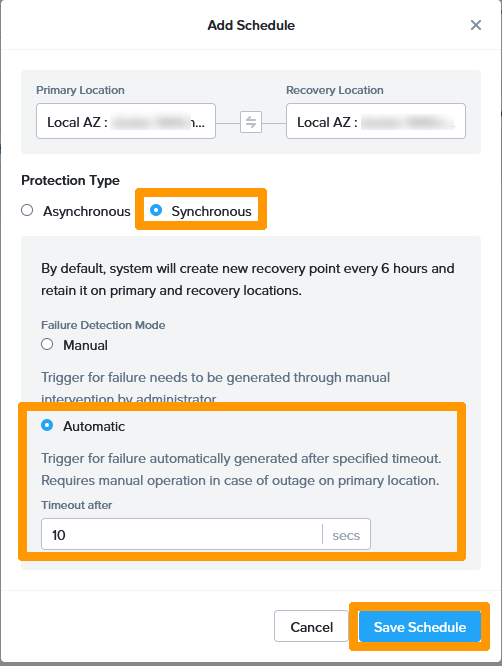 Add Schedule
Primary Location
Recovery Location
Local AZ :
Local AZ :
Protection Type
Asynchronous
Synchronous
By default, system will create new recovery point every 6 hours and
retain it on primary and recovery locations.
Failure Detection Mode
Manual
Trigger for failure needs to be generated through manual
intervention by administrator
Automatic
Trigger for failure automatically generated after specified timeout.
Requires manual operation in case of outage on primary location.
Timeout after
10
secs
Cancel
Save Schedule